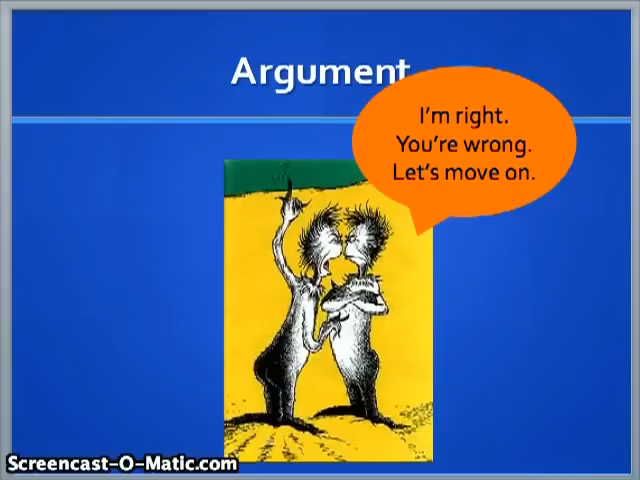 Argument
I'm right.
You're wrong.
Let's move on.
Screencast-O-Matic.com